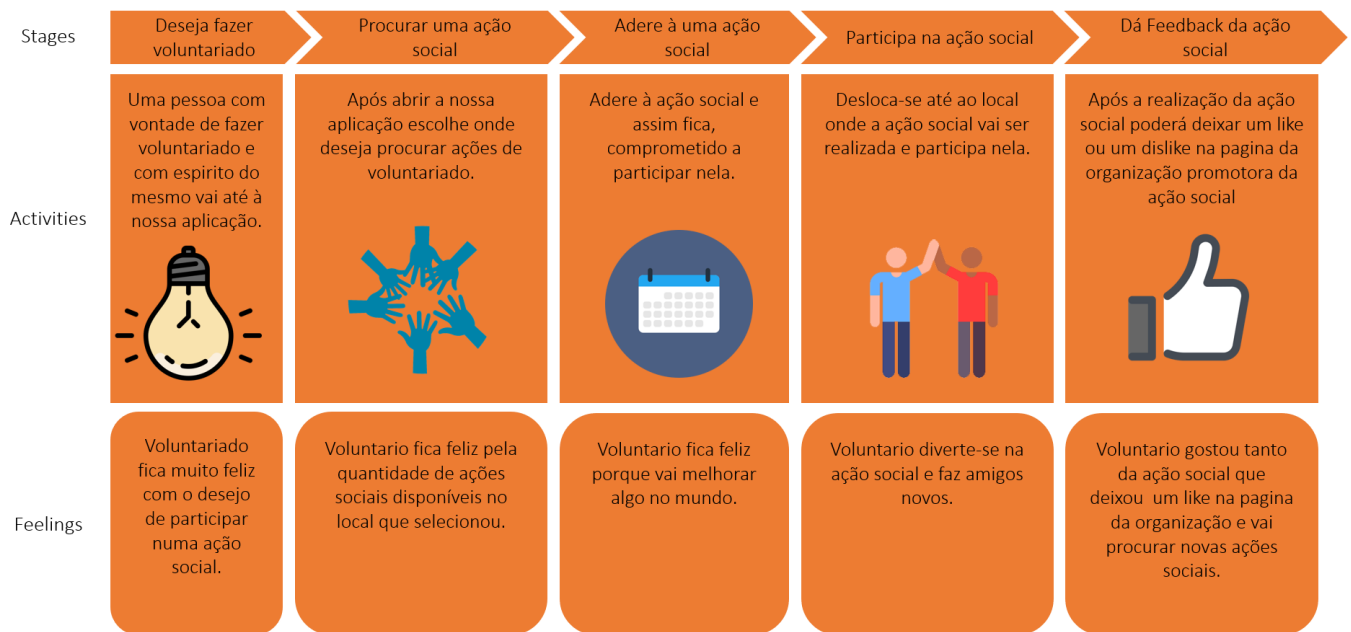 Stages
Deseja fazer
voluntariado
Procurar uma ação
social
Adere à uma ação
social
Participa na ação social
Dá Feedback da ação
social
Activities
Uma pessoa com
vontade de fazer
voluntariado e
com espirito do
mesmo vai até à
nossa aplicação.
Após abrir a nossa
aplicação escolhe onde
deseja procurar ações de
voluntariado.
Adere à ação social e
assim fica,
comprometido a
participar nela.
Desloca-se até ao local
onde a ação social vai ser
realizada e participa nela.
Após a realização da ação
social poderá deixar um like
ou um dislike na pagina da
organização promotora da
ação social
Feelings
Voluntariado
fica muito feliz
com o desejo
de participar
numa ação
social.
Voluntario fica feliz pela
quantidade de ações
sociais disponíveis no
local que selecionou.
Voluntario fica feliz
porque vai melhorar
algo no mundo.
Voluntario diverte-se na
ação social e faz amigos
novos.
Voluntario gostou tanto
da ação social que
deixou um like na pagina
da organização e vai
procurar novas ações
sociais.